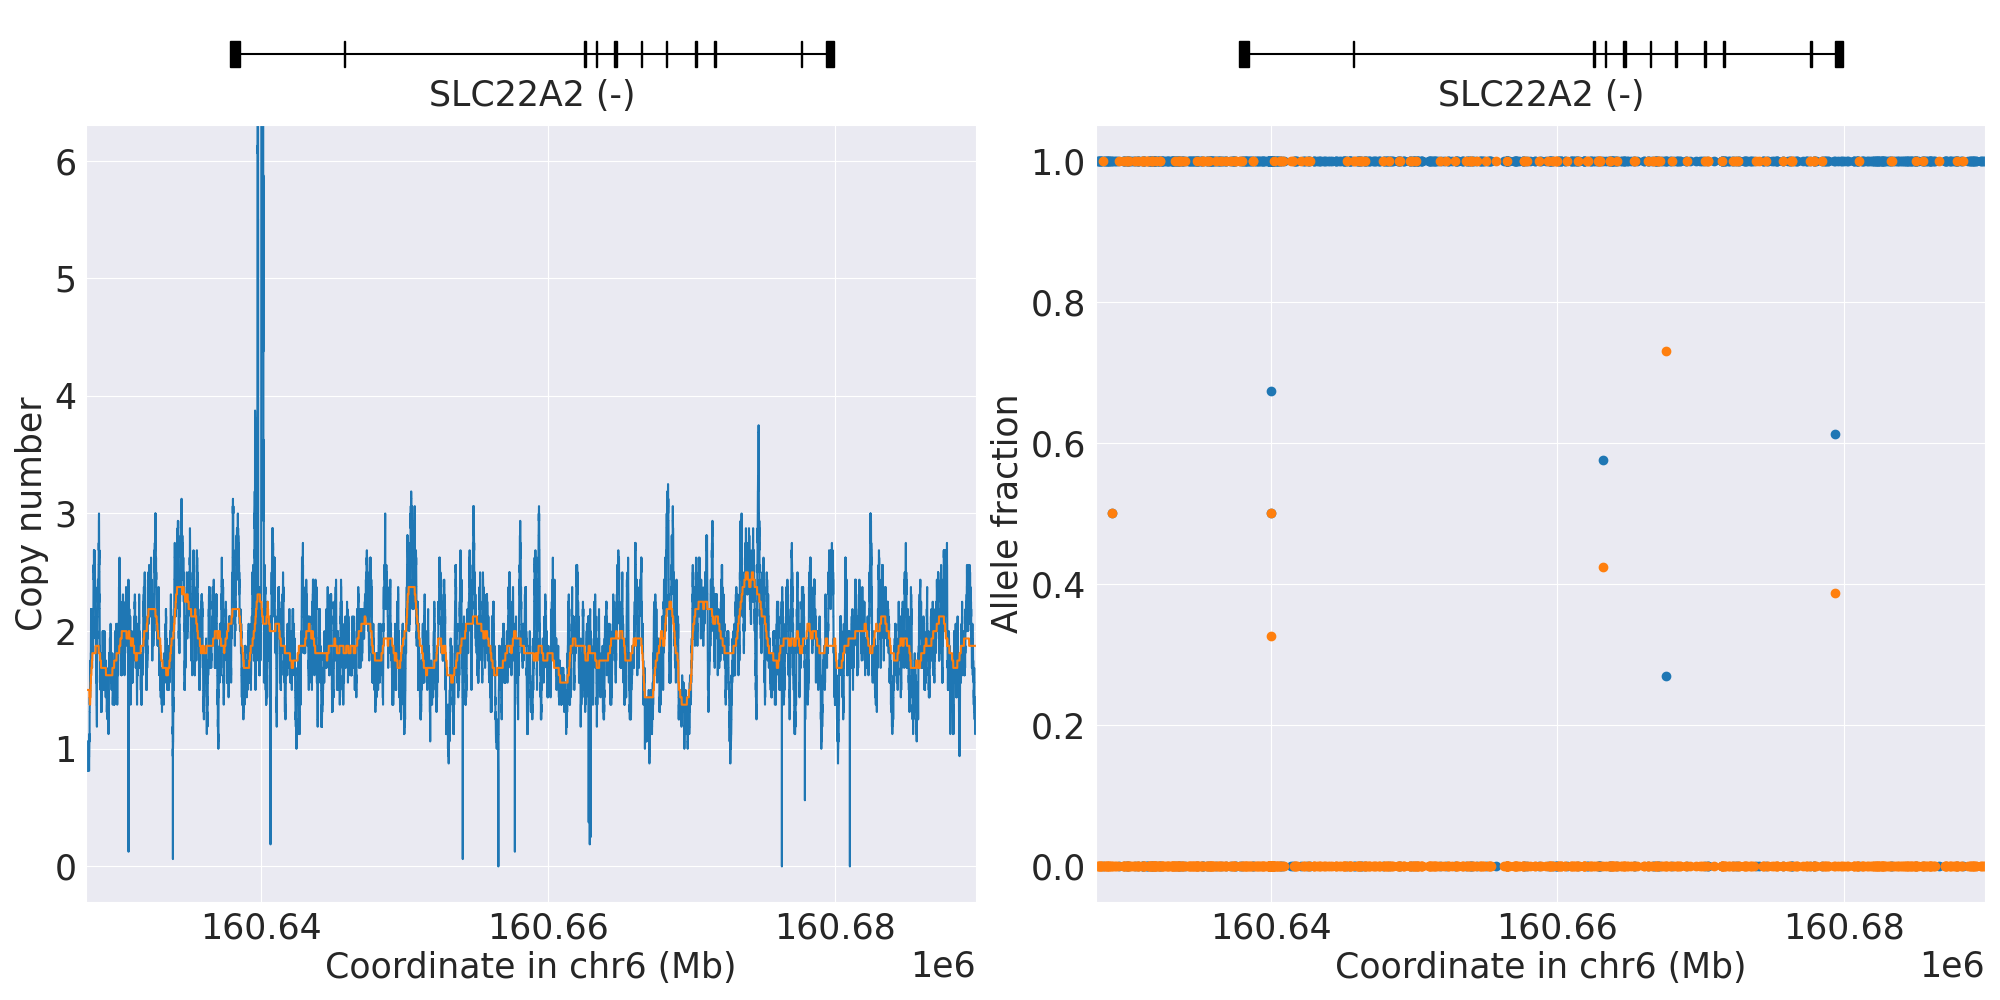 SLC22A2 (-)
6
5
4
3
2
1
0
Copy number
160.64 160.66 160.68
Coordinate in chr6 (Mb)
1e6
SLC22A2 (-)
1.0
0.8
0.6
0.4
0.2
0.0
Allele fraction
160.64 160.66 160.68
Coordinate in chr6 (Mb)
1e6